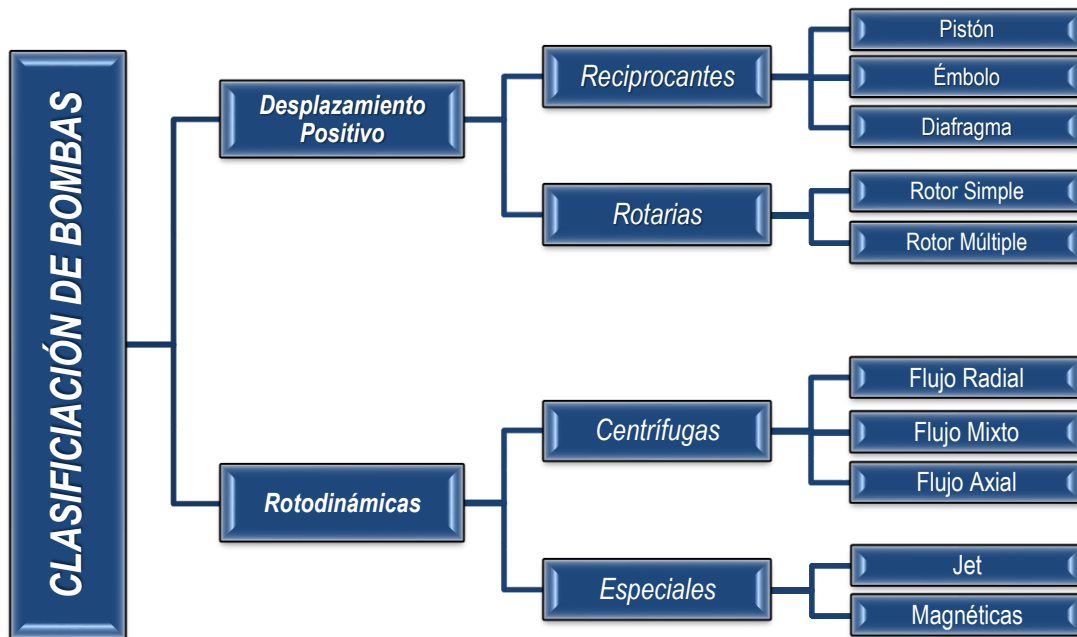 CLASIFICIACIÓN DE BOMBAS
Desplazamiento
Positivo
Reciprocantes
Pistón
Émbolo
Diafragma
Rotarias
Rotor Simple
Rotor Múltiple
Rotodinámicas
Centrífugas
Flujo Radial
Flujo Mixto
Flujo Axial
Especiales
Jet
Magnéticas